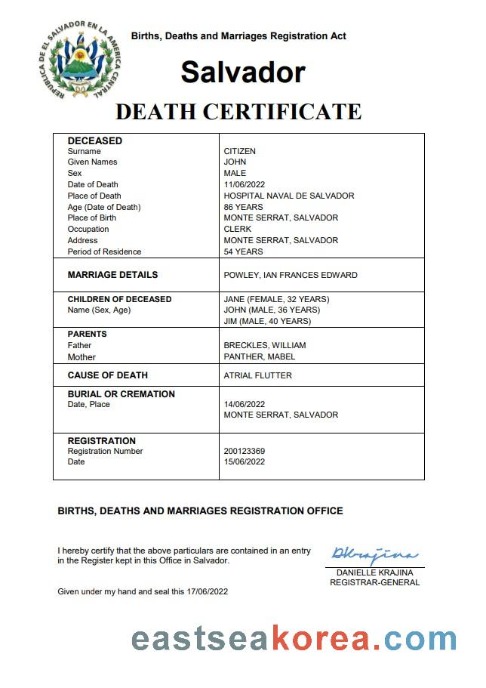 REPUBLICA DE EL SALVADOR EN LA AMERICA CENTRAL
Births, Deaths and Marriages Registration Act
Salvador
DEATH CERTIFICATE
DECEASED
Surname CITIZEN
Given Names JOHN
Sex MALE
Date of Death 11/06/2022
Place of Death HOSPITAL NAVAL DE SALVADOR
Age (Date of Death) 86 YEARS
Place of Birth MONTE SERRAT, SALVADOR
Occupation CLERK
Address MONTE SERRAT, SALVADOR
Period of Residence 54 YEARS
MARRIAGE DETAILS POWLEY, IAN FRANCES EDWARD
CHILDREN OF DECEASED JANE (FEMALE, 32 YEARS)
Name (Sex, Age) JOHN (MALE, 36 YEARS)
JIM (MALE, 40 YEARS)
PARENTS
Father BRECKLES, WILLIAM
Mother PANTHER, MABEL
CAUSE OF DEATH ATRIAL FLUTTER
BURIAL OR CREMATION
Date, Place 14/06/2022
MONTE SERRAT, SALVADOR
REGISTRATION
Registration Number 200123369
Date 15/06/2022
BIRTHS, DEATHS AND MARRIAGES REGISTRATION OFFICE
I hereby certify that the above particulars are contained in an entry
in the Register kept in this Office in Salvador.
DKrajina
DANIELLE KRAJINA
REGISTRAR-GENERAL
Given under my hand and seal this 17/06/2022
eastseakorea.com